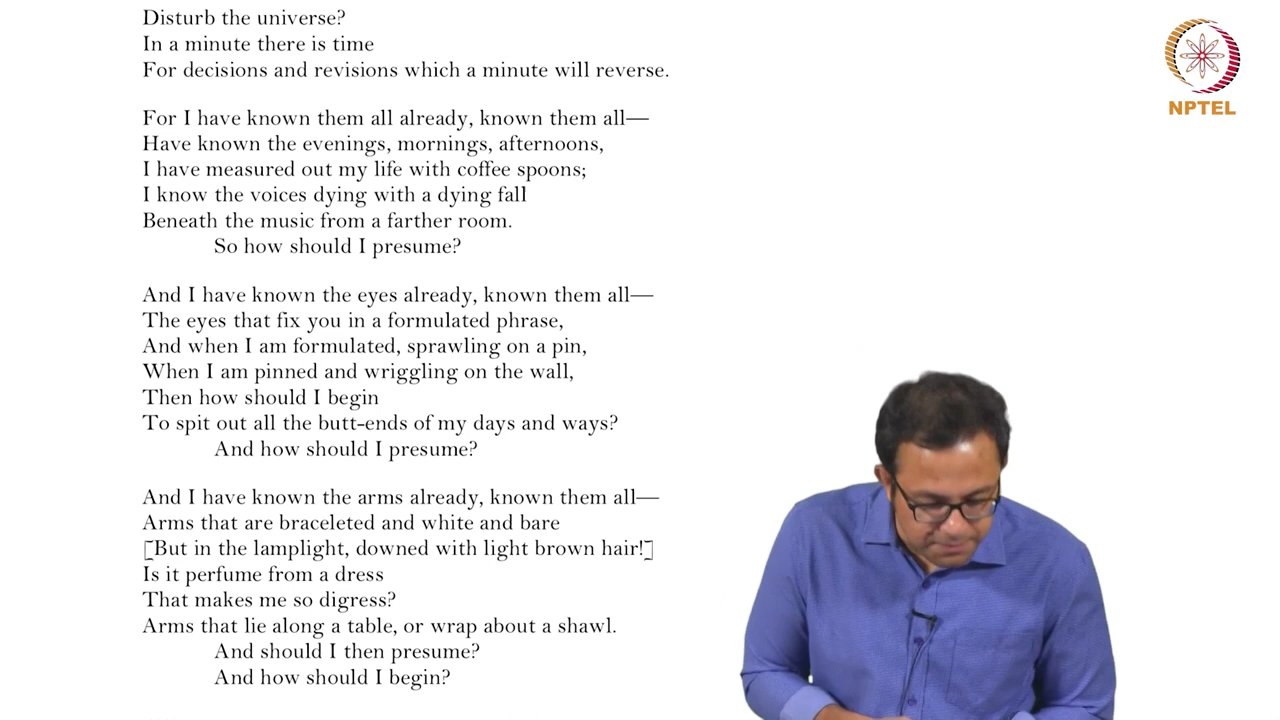 Disturb the universe?
In a minute there is time
For decisions and revisions which a minute will reverse.
For I have known them all already, known them all—
Have known the evenings, mornings, afternoons,
I have measured out my life with coffee spoons;
I know the voices dying with a dying fall
Beneath the music from a farther room.
So how should I presume?
And I have known the eyes already, known them all—
The eyes that fix you in a formulated phrase,
And when I am formulated, sprawling on a pin,
When I am pinned and wriggling on the wall,
Then how should I begin
To spit out all the butt-ends of my days and ways?
And how should I presume?
And I have known the arms already, known them all—
Arms that are braceleted and white and bare
[But in the lamplight, downed with light brown hair!]
Is it perfume from a dress
That makes me so digress?
Arms that lie along a table, or wrap about a shawl.
And should I then presume?
And how should I begin?
NPTEL